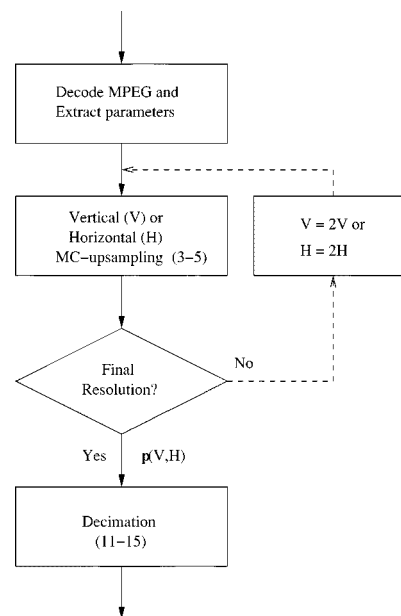 Decode MPEG and
Extract parameters
Vertical (V) or
Horizontal (H)
MC−upsampling (3−5)
V = 2V or
H = 2H
Final
Resolution?
No
Yes p(V,H)
Decimation
(11−15)